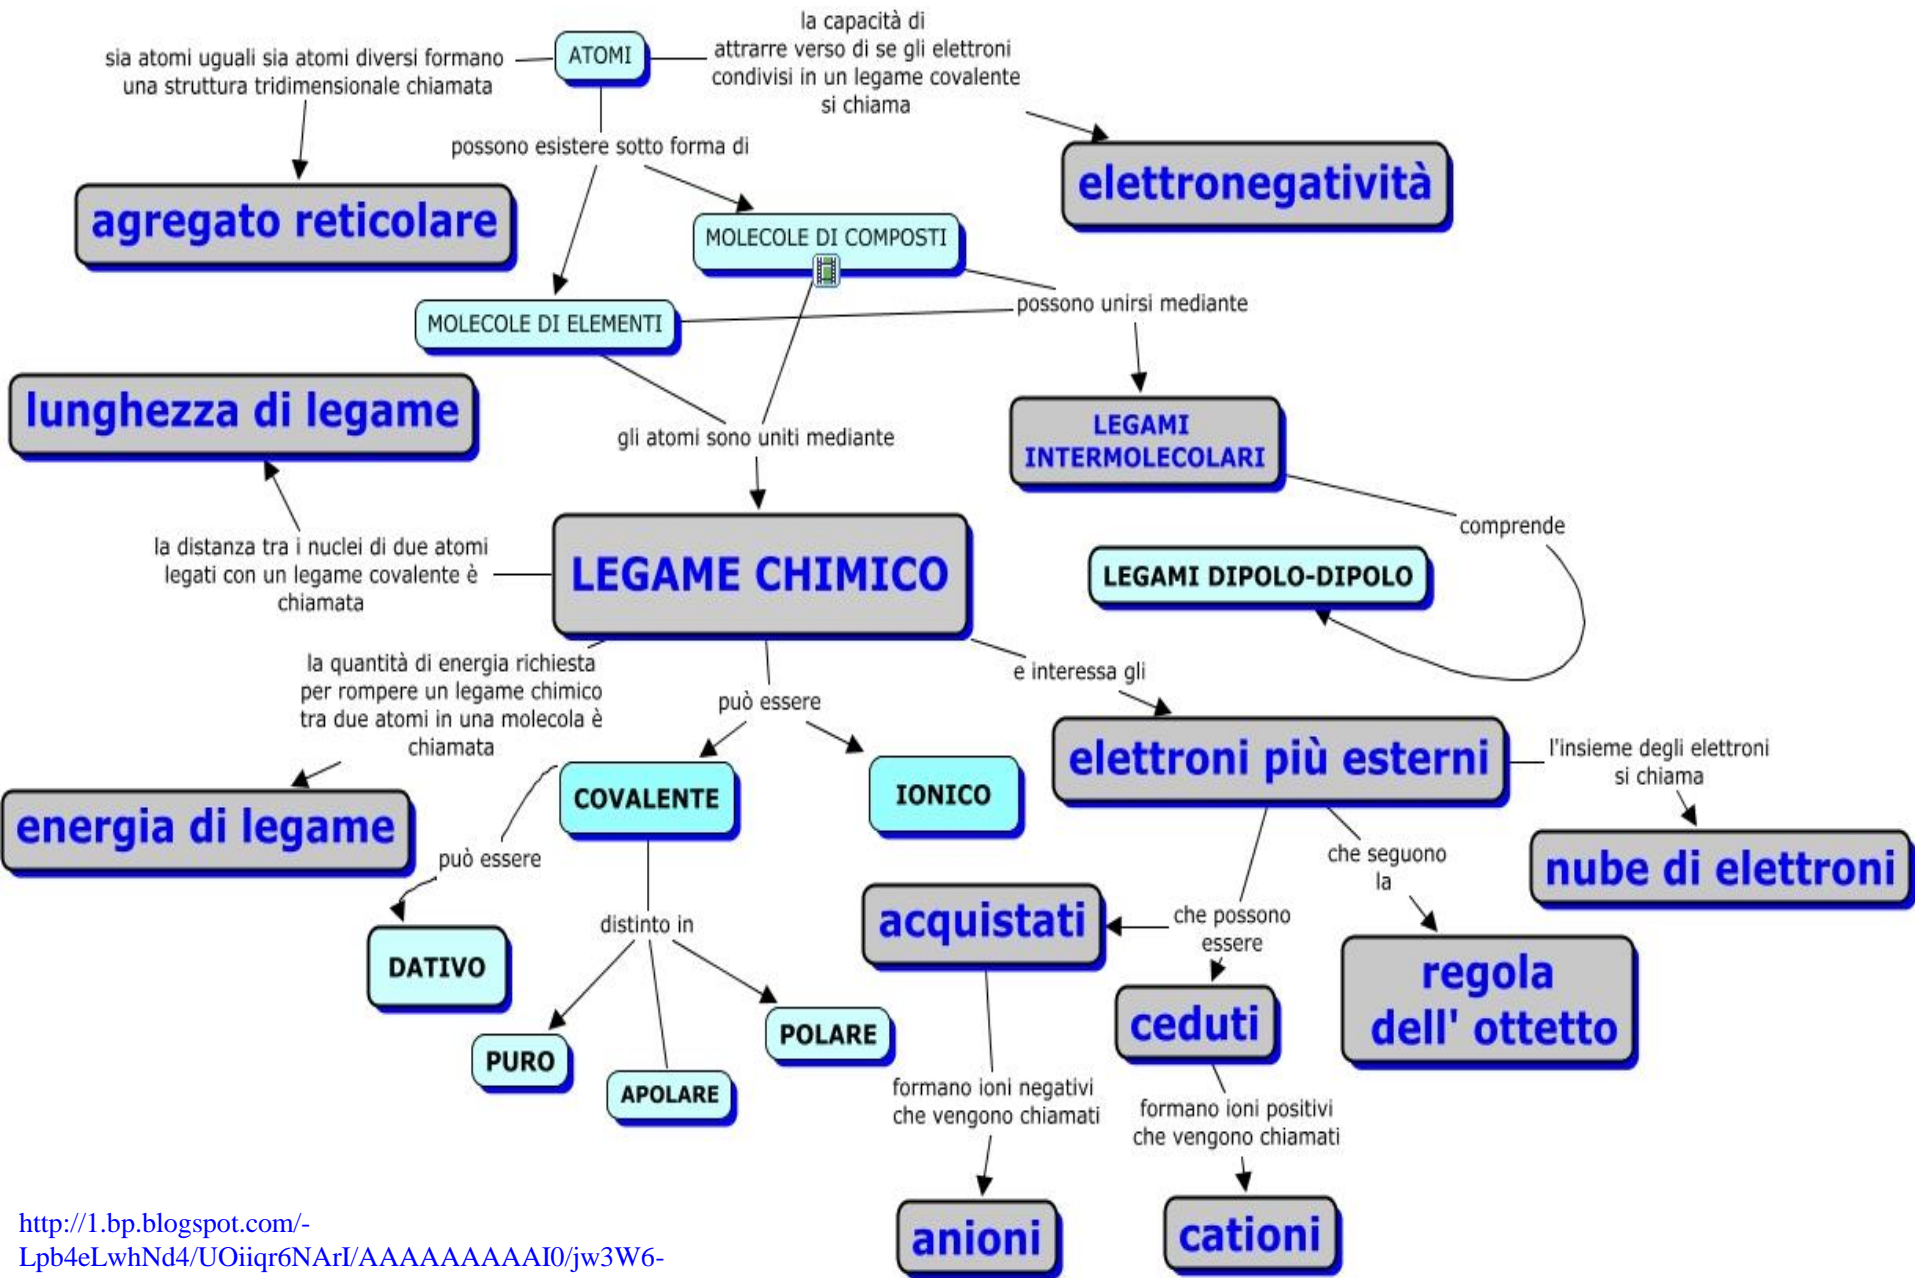 la capacità di
attrarre verso di se gli elettroni
condivisi in un legame covalente
si chiama
ATOMI
sia atomi uguali sia atomi diversi formano
una struttura tridimensionale chiamata
possono esistere sotto forma di
elettronegatività
agregato reticolare
MOLECOLE DI COMPOSTI
MOLECOLE DI ELEMENTI
possono unirsi mediante
lunghezza di legame
gli atomi sono uniti mediante
LEGAMI
INTERMOLECOLARI
comprende
la distanza tra i nuclei di due atomi
legati con un legame covalente è
chiamata
LEGAME CHIMICO
LEGAMI DIPOLO-DIPOLO
la quantità di energia richiesta
per rompere un legame chimico
tra due atomi in una molecola è
chiamata
può essere
e interessa gli
elettroni più esterni
l'insieme degli elettroni
si chiama
energia di legame
COVALENTE
IONICO
può essere
che seguono
la
nube di elettroni
acquistati
che possono
essere
distinto in
DATIVO
regola
dell' ottetto
ceduti
POLARE
PURO
APOLARE
formano ioni negativi
che vengono chiamati
formano ioni positivi
che vengono chiamati
anioni
cationi
http://1.bp.blogspot.com/-
Lpb4eLwhNd4/UOiiqr6NArI/AAAAAAAAAI0/jw3W6-